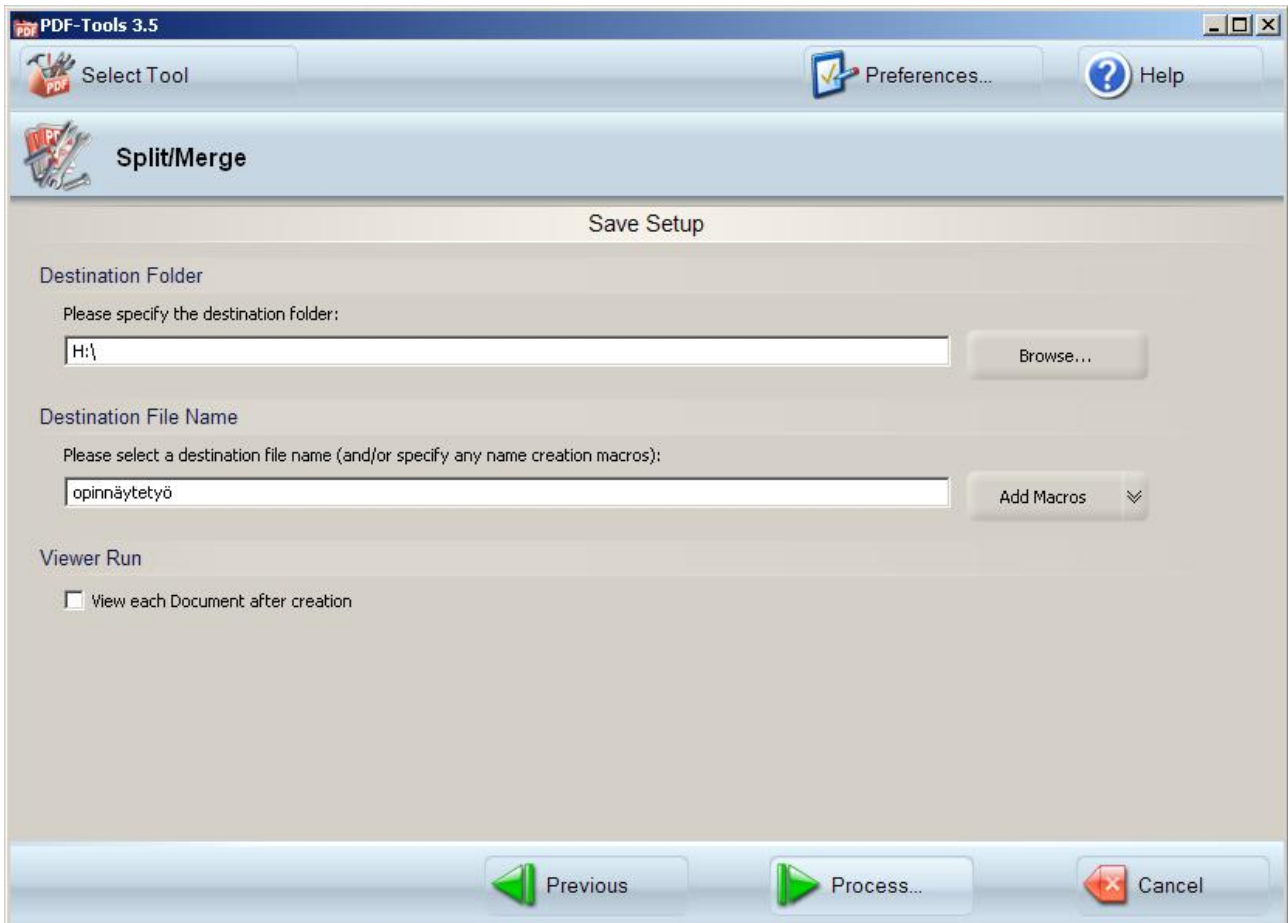 PDF-Tools 3.5
Select Tool
Preferences...
Help
Split/Merge
Save Setup
Destination Folder
Please specify the destination folder:
H:\
Browse...
Destination File Name
Please select a destination file name (and/or specify any name creation macros):
opinnäytetyö
Add Macros
Viewer Run
View each Document after creation
Previous
Process...
Cancel